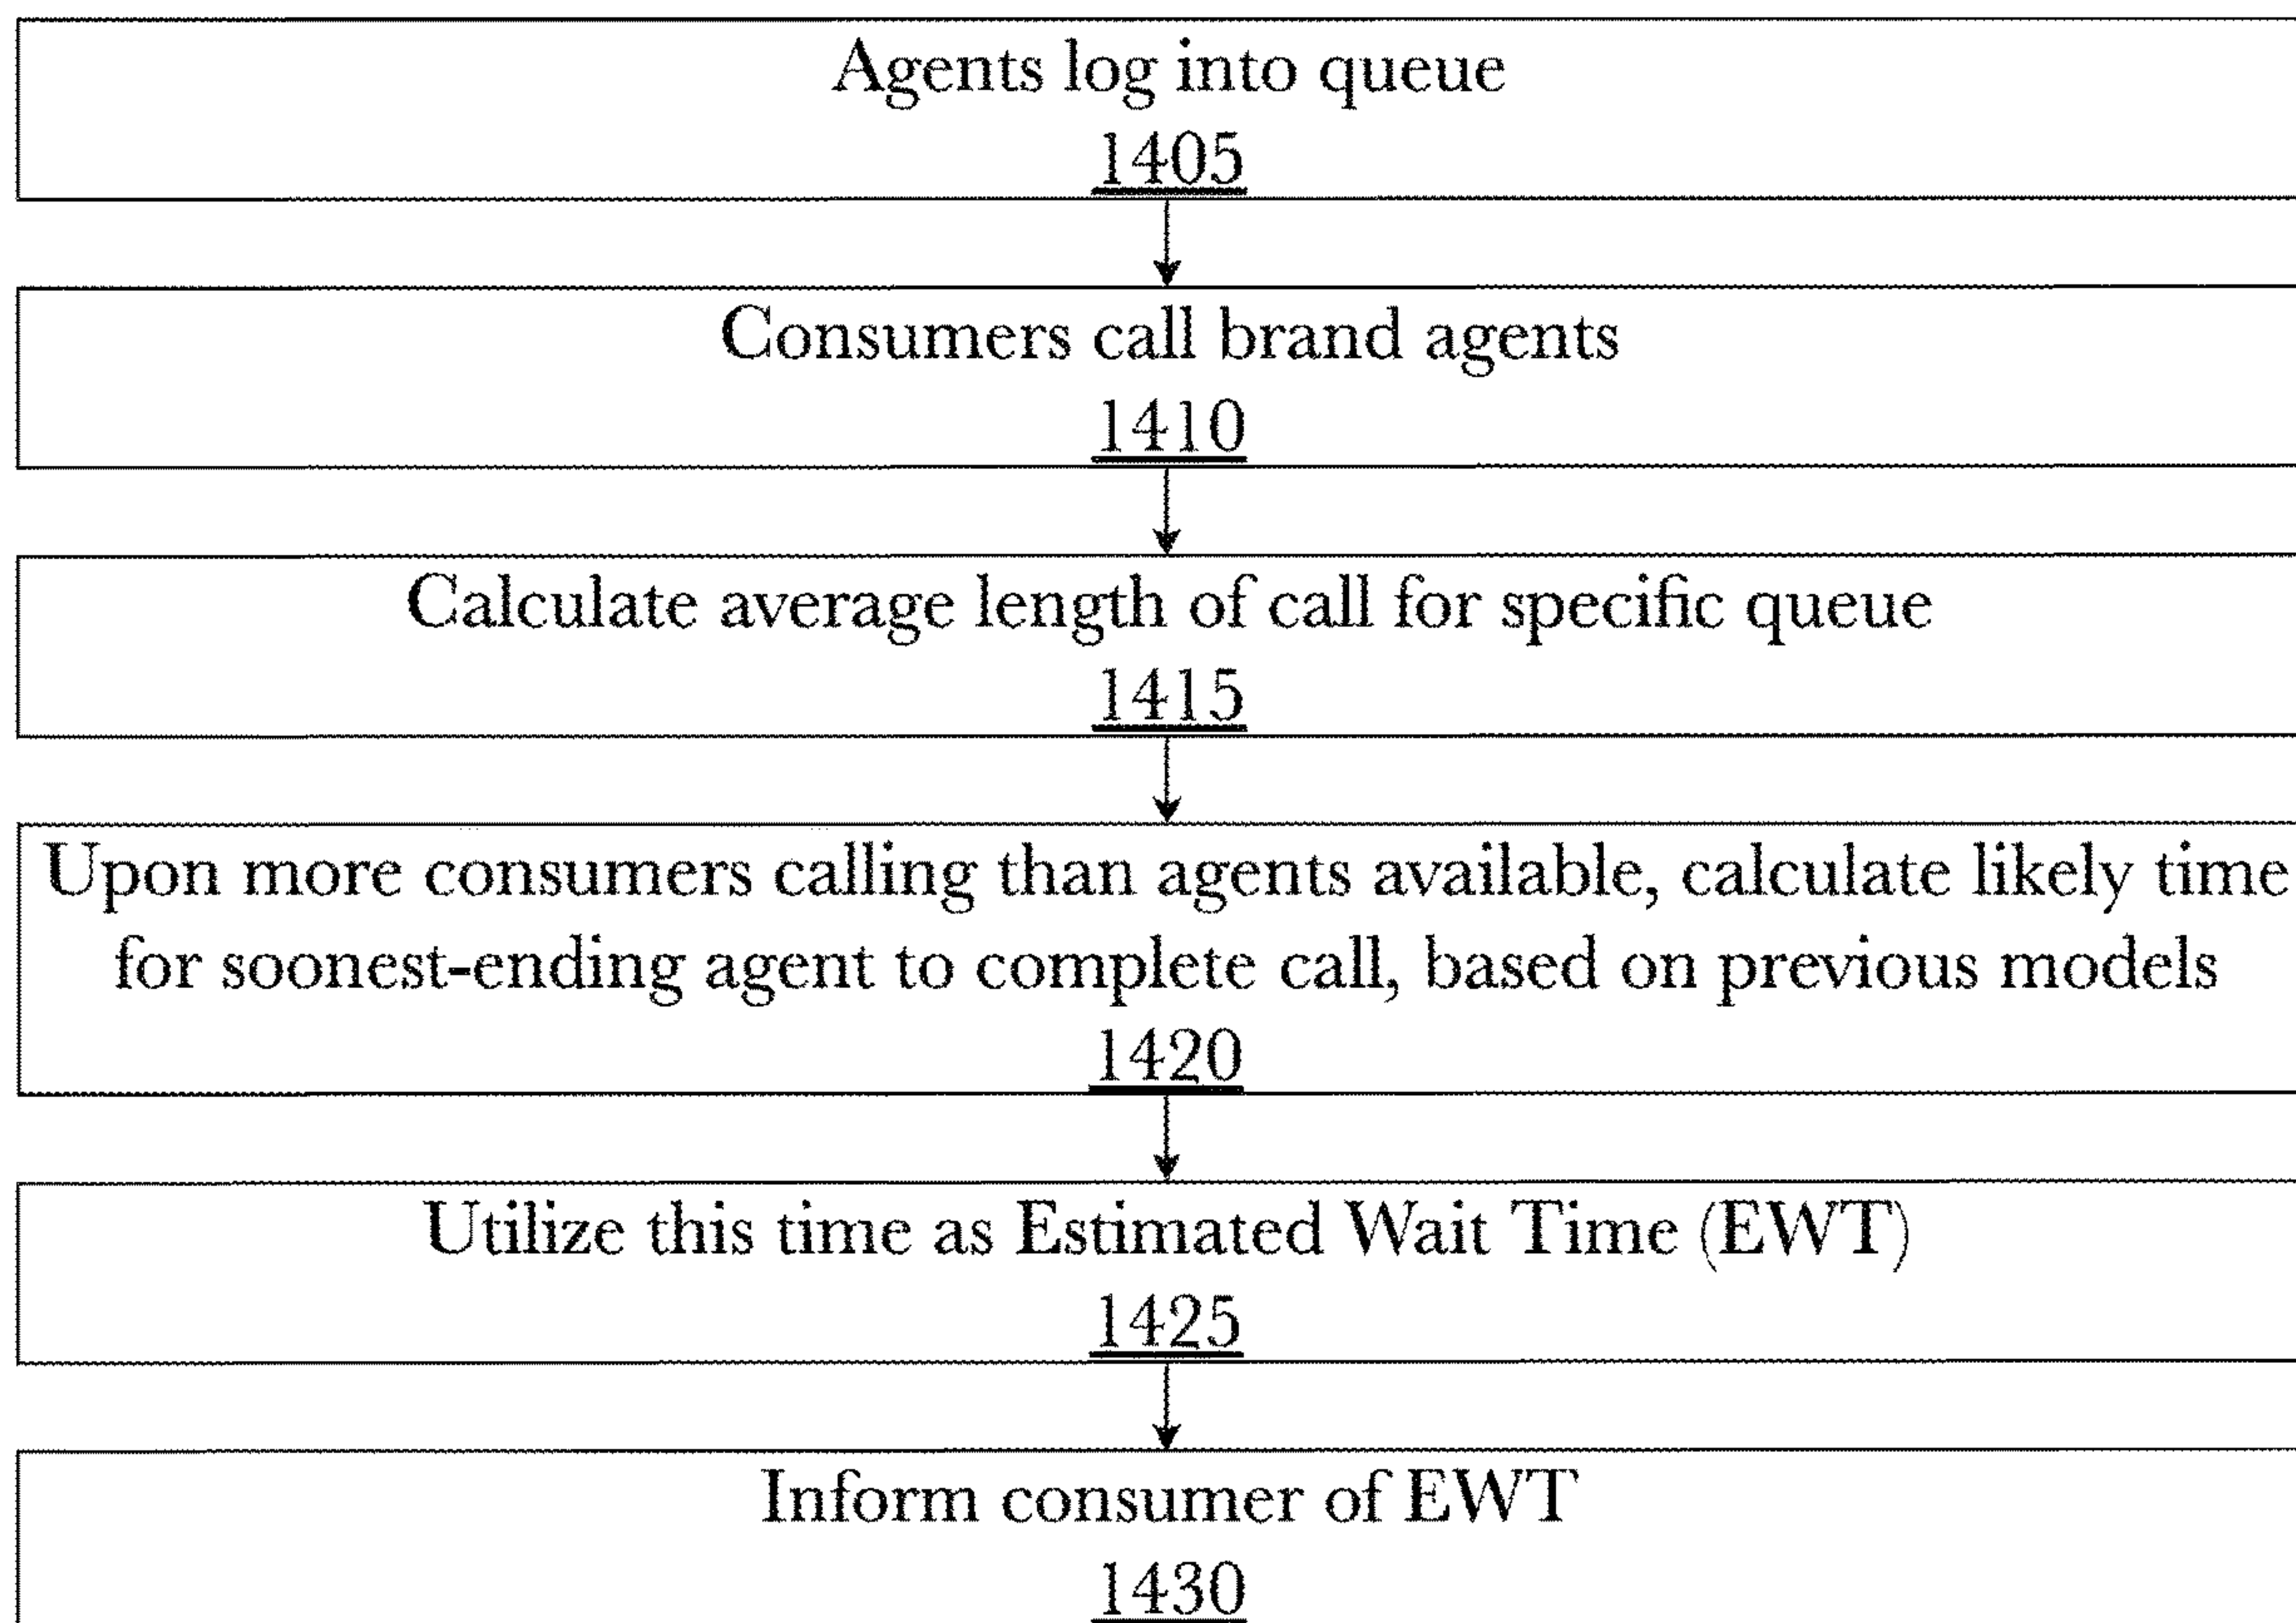 Agents log into queue
1405
Consumers call brand agents
1410
Calculate average length of call for specific queue
1415
Upon more consumers calling than agents available, calculate likely time
for soonest-ending agent to complete call, based on previous models
1420
Utilize this time as Estimated Wait Time (EWT)
1425
Inform consumer of EWT
1430